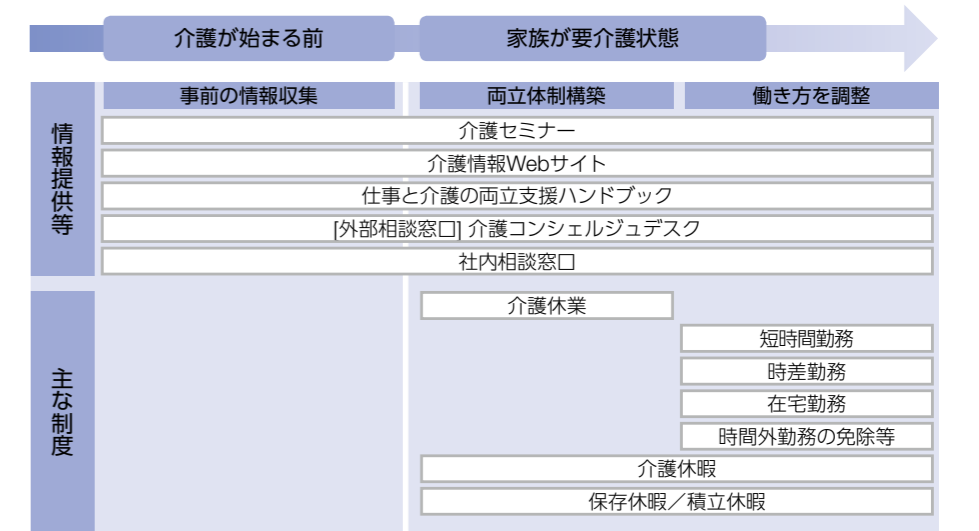 介護が始まる前
家族が要介護状態
事前の情報収集
両立体制構築
働き方を調整
情報提供等
介護セミナー
介護情報Webサイト
仕事と介護の両立支援ハンドブック
[外部相談窓口] 介護コンシェルジュデスク
社内相談窓口
主な制度
介護休業
短時間勤務
時差勤務
在宅勤務
時間外勤務の免除等
介護休暇
保存休暇／積立休暇